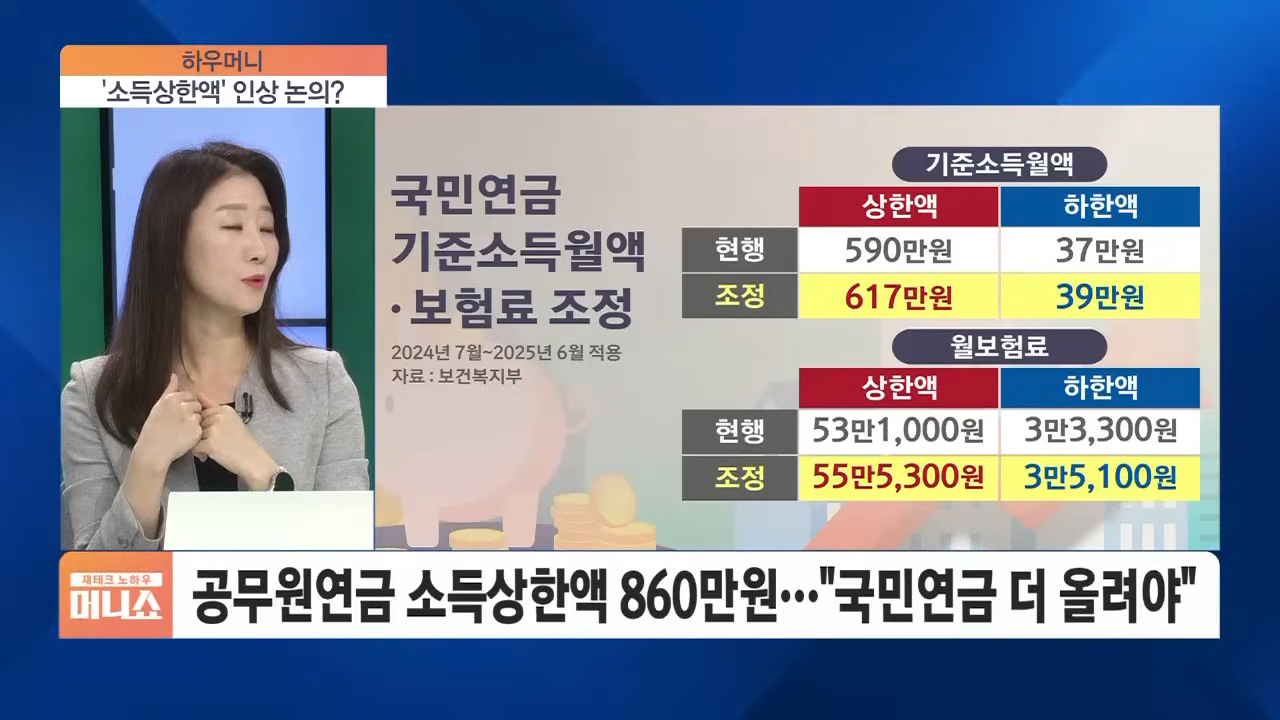 하우머니
'소득상한액' 인상 논의?
국민연금
기준소득월액
·보험료 조정
2024년 7월~2025년 6월 적용
자료 : 보건복지부
기준소득월액
상한액 하한액
현행 590만원 37만원
조정 617만원 39만원
월보험료
상한액 하한액
현행 53만1,000원 3만3,300원
조정 55만5,300원 3만5,100원
재테크 노하우
머니쇼
공무원연금 소득상한액 860만원…"국민연금 더 올려야"